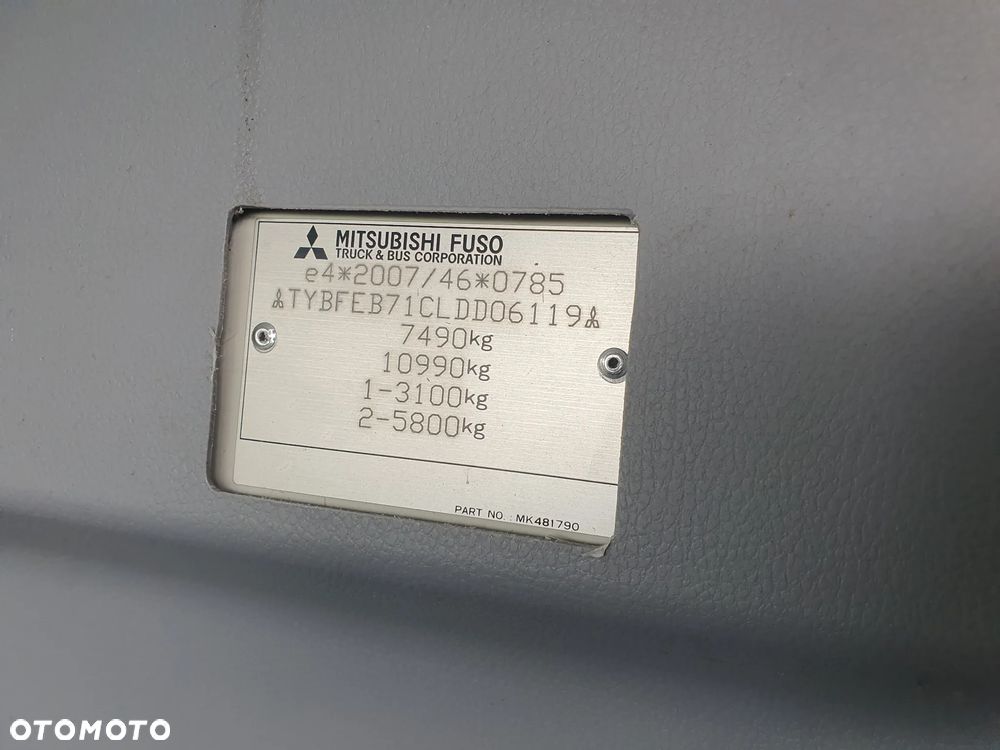 MITSUBISHI FUSO
TRUCK & BUS CORPORATION
e4*2007/46*0785
TYBFEB71CLDD06119
7490kg
10990kg
1-3100kg
2-5800kg
PART NO. : MK481790
OTOMOTO